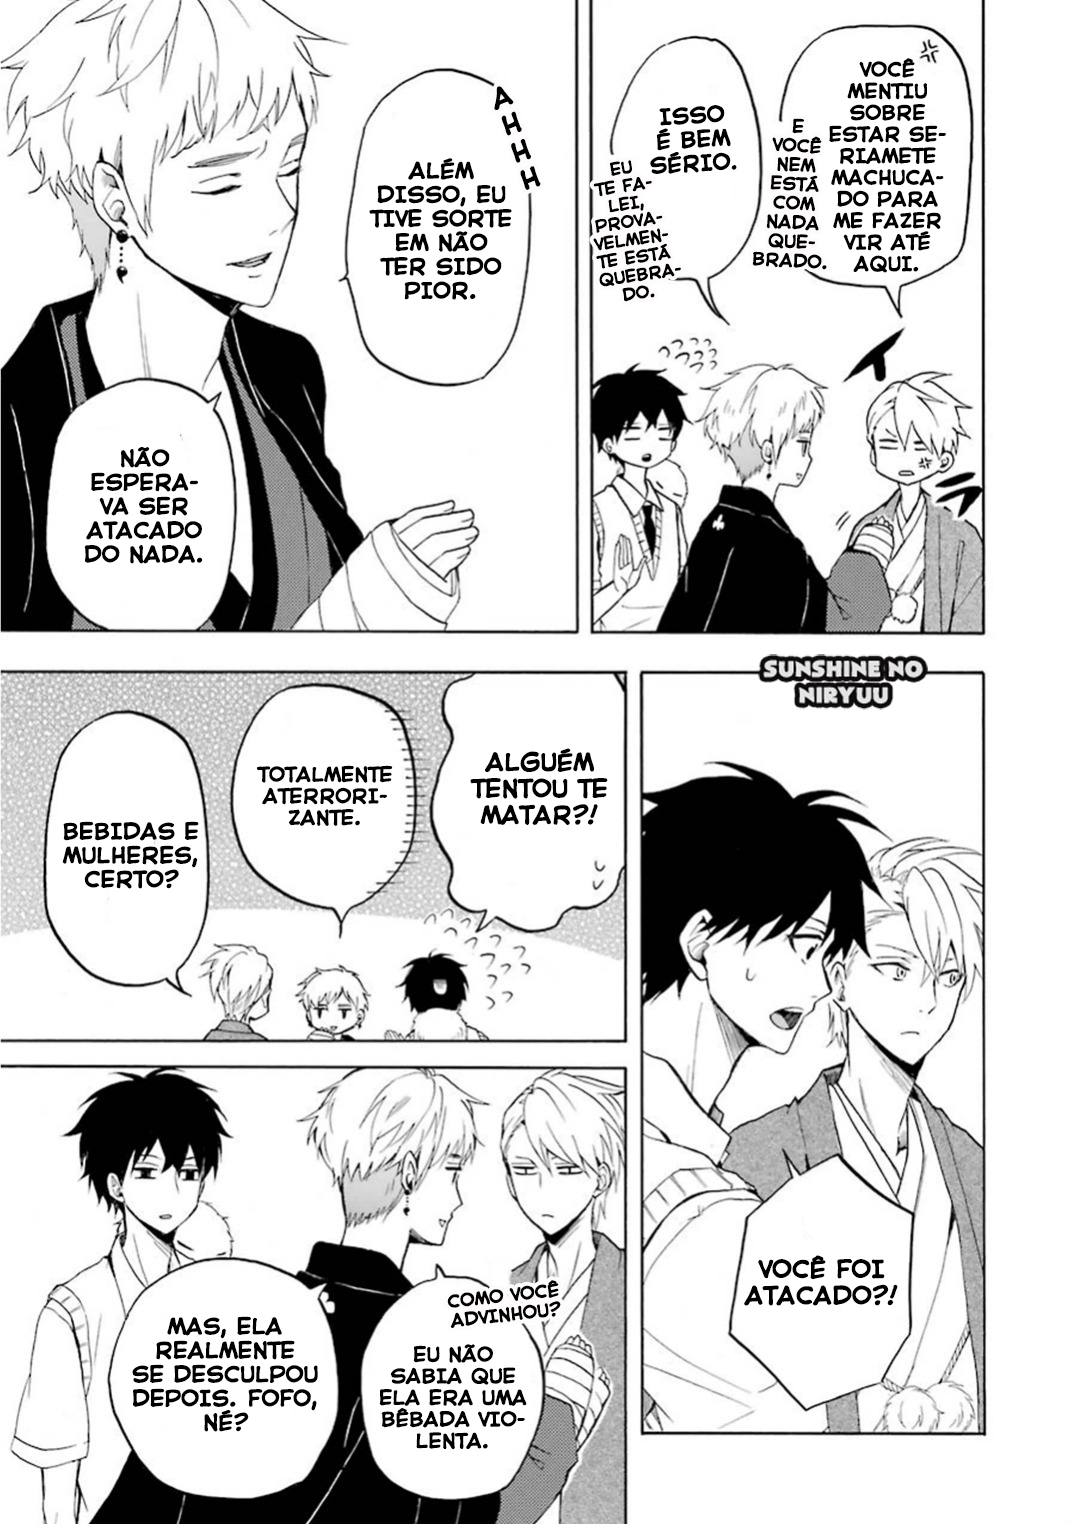 VOCÊ
MENTIU
SOBRE
ESTAR SE-
RIAMETE
MACHUCA-
DO PARA
ME FAZER
VIR ATÉ
AQUI.
E
VOCÊ
NEM
ESTÁ
COM
NADA
QUE-
BRADO.
ISSO
É BEM
SÉRIO.
EU
TE FA-
LEI,
PROVA-
VELMEN-
TE ESTÁ
QUEBRA-
DO.
AHHH
ALÉM
DISSO, EU
TIVE SORTE
EM NÃO
TER SIDO
PIOR.
NÃO
ESPERA-
VA SER
ATACADO
DO NADA.
SUNSHINE NO
NIRYUU
VOCÊ FOI
ATACADO?!
ALGUÉM
TENTOU TE
MATAR?!
TOTALMENTE
ATERRORI-
ZANTE.
BEBIDAS E
MULHERES,
CERTO?
COMO VOCÊ
ADVINHOU?
EU NÃO
SABIA QUE
ELA ERA UMA
BÊBADA VIO-
LENTA.
MAS, ELA
REALMENTE
SE DESCULPOU
DEPOIS. FOFO,
NÉ?